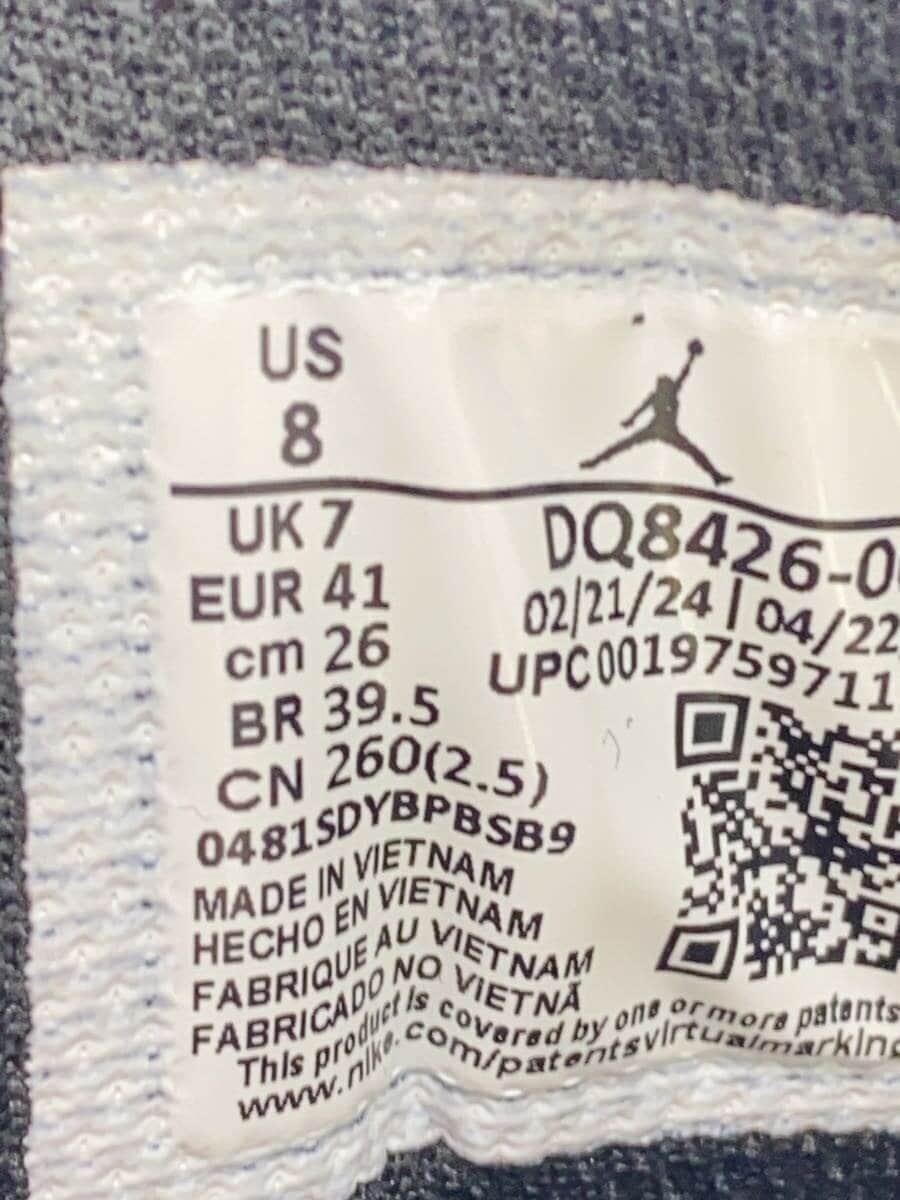 US
8
UK 7
EUR 41
cm 26
BR 39.5
CN 260(2.5)
DQ8426-0
02/21/24 | 04/22
UPC0019759711
0481SDYBPBSB9
MADE IN VIETNAM
HECHO EN VIETNAM
FABRIQUE AU VIETNAM
FABRICADO NO VIETNÃ
This product is covered by one or more patents
www.nike.com/patentsvirtualmarking